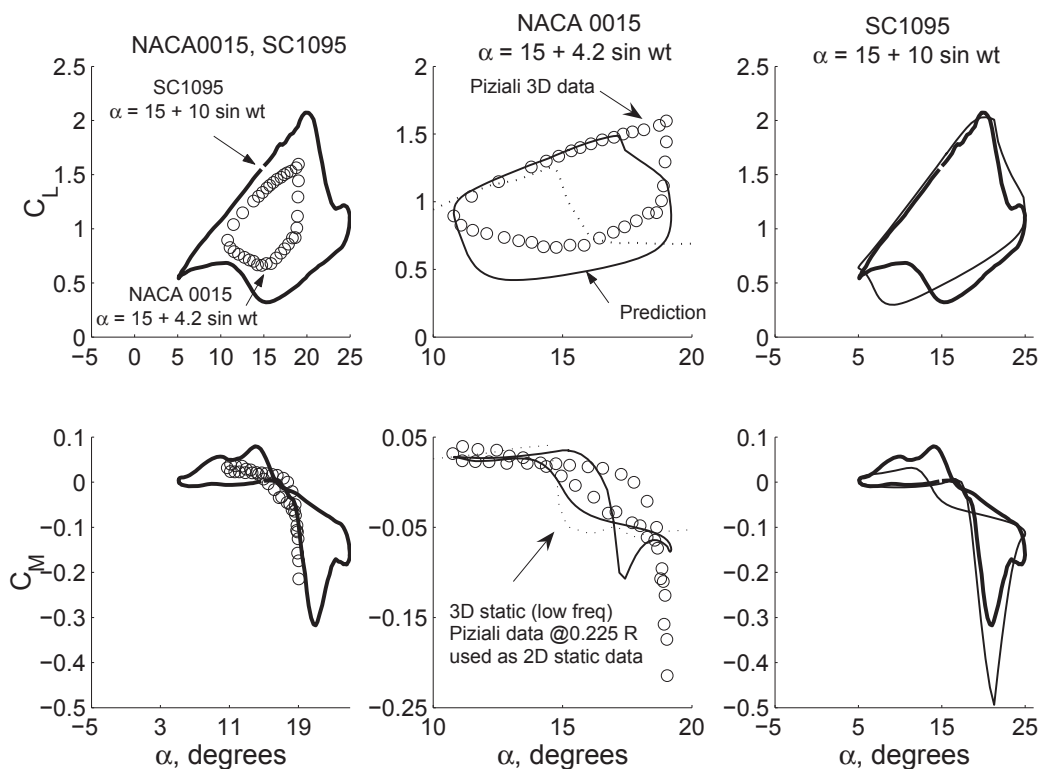 NACA0015, SC1095
2.5
2
1.5
1
0.5
0
C_L
SC1095
α = 15 + 10 sin wt
NACA 0015
α = 15 + 4.2 sin wt
−5 0 5 10 15 20 25
NACA 0015
α = 15 + 4.2 sin wt
2
1.5
1
0.5
0
Piziali 3D data
Prediction
10 15 20
SC1095
α = 15 + 10 sin wt
2.5
2
1.5
1
0.5
0
−5 5 15 25
0.1
0
−0.1
−0.2
−0.3
−0.4
−0.5
C_M
−5 3 11 19
α, degrees
0.05
−0.05
−0.15
−0.25
3D static (low freq)
Piziali data @0.225 R
used as 2D static data
10 15 20
α, degrees
0.1
0
−0.1
−0.2
−0.3
−0.4
−0.5
−5 5 15 25
α, degrees